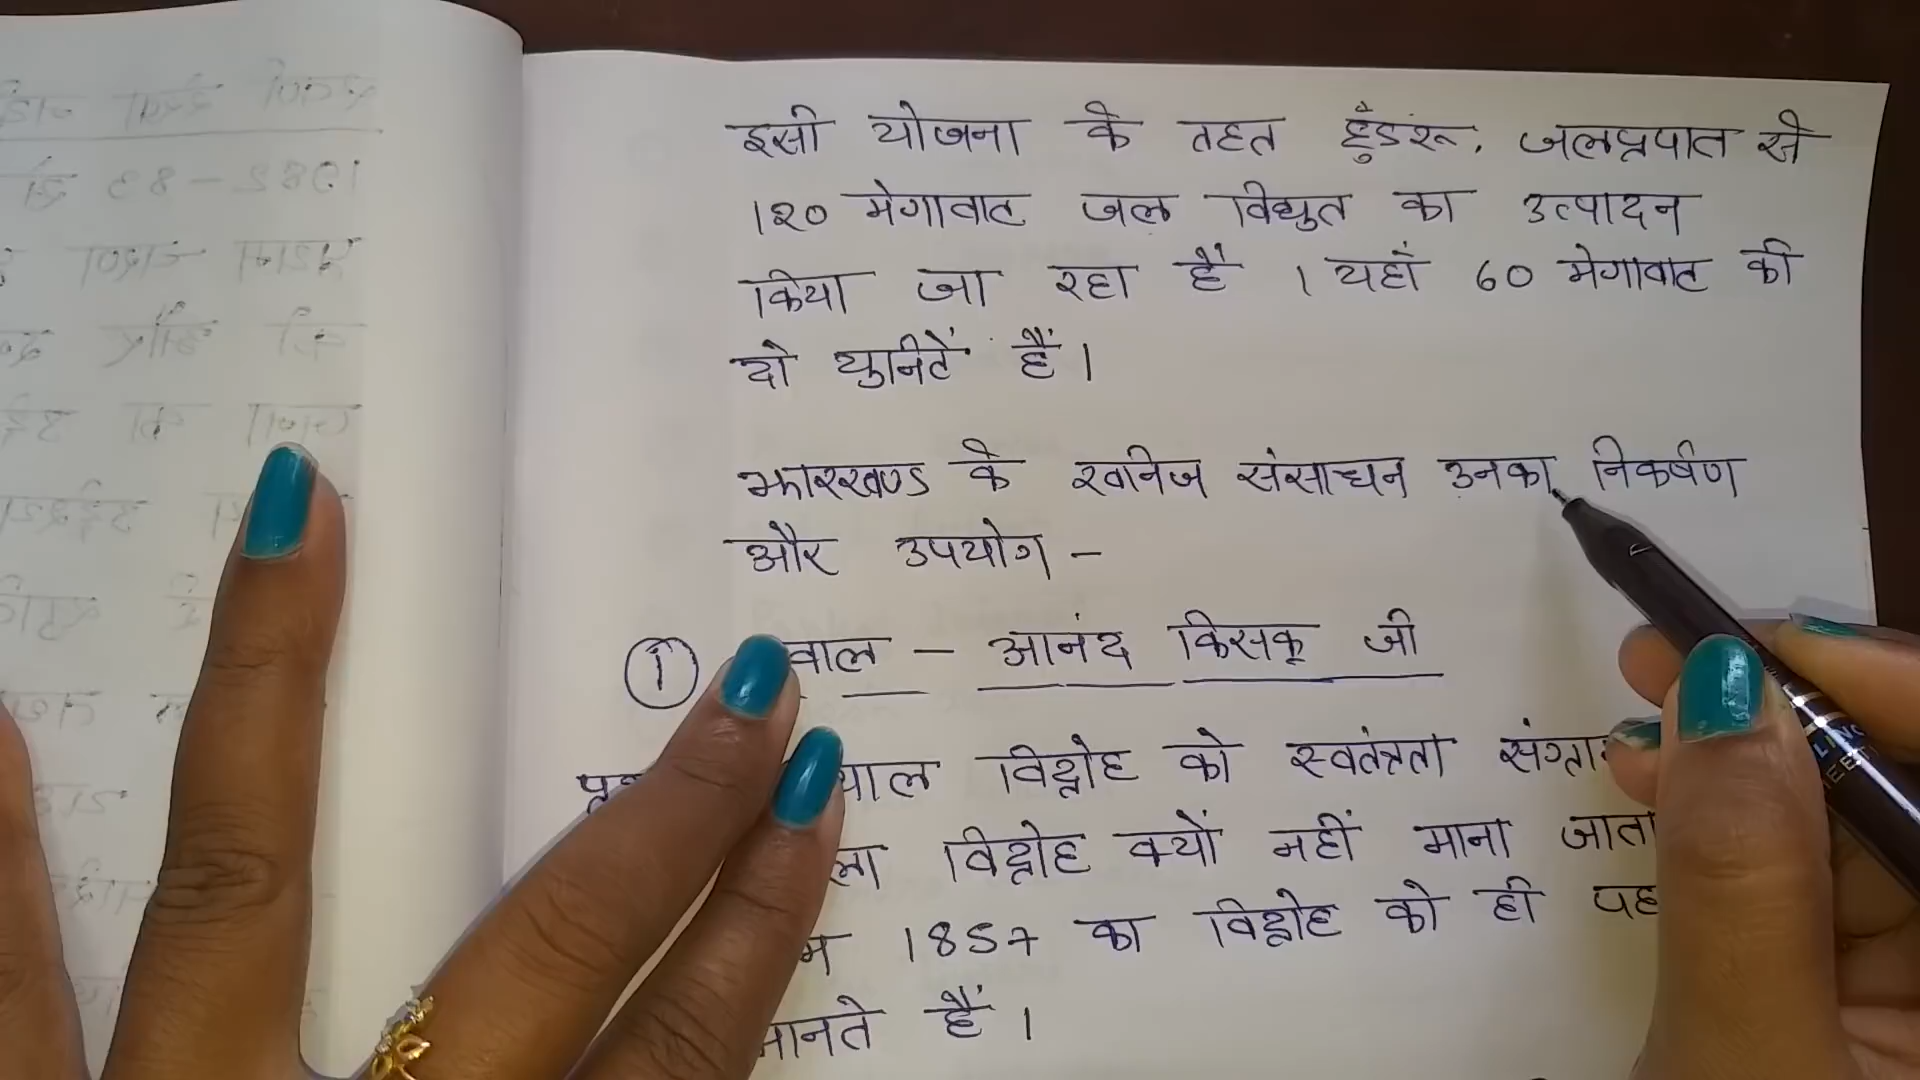 इसी योजना के तहत हुँडरू, जलप्रपात से
120 मेगावाट जल विद्युत का उत्पादन
किया जा रहा है । यहाँ 60 मेगावाट की
दो युनिटें हैं ।
झारखण्ड के खनिज संसाधन उनका निकर्षण
और उपयोग -
① वाल - आनंद किसकू जी
विद्रोह को स्वतंत्रता
विद्रोह क्यों नहीं माना जाता
1857 का विद्रोह को ही पह
मानते हैं ।